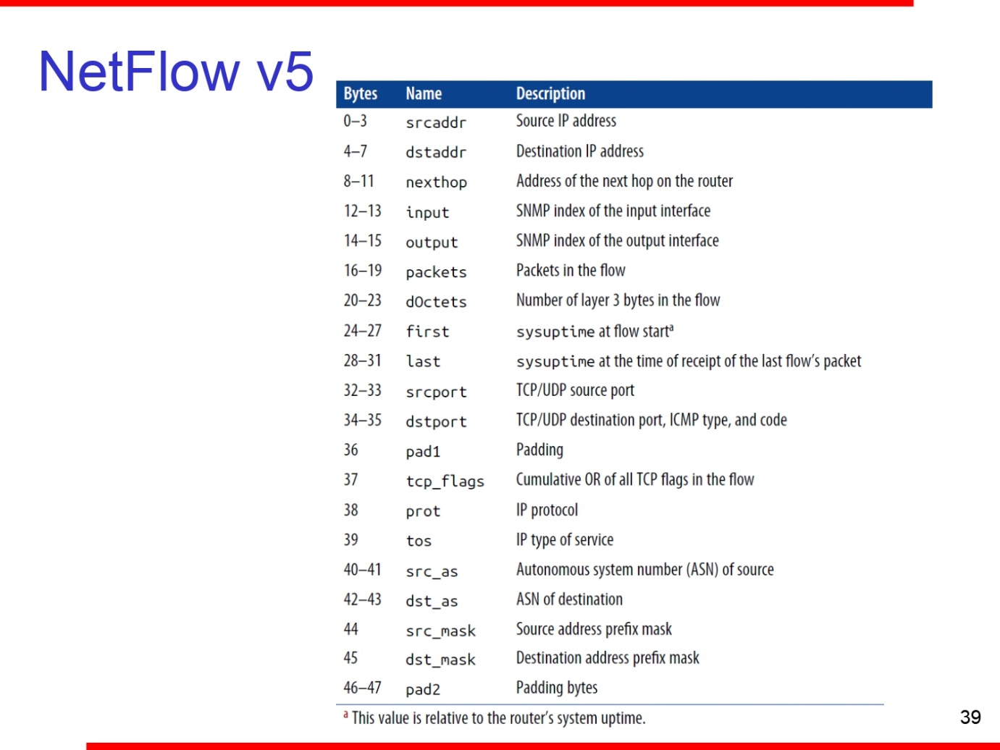 NetFlow v5
Bytes Name Description
0–3 srcaddr Source IP address
4–7 dstaddr Destination IP address
8–11 nexthop Address of the next hop on the router
12–13 input SNMP index of the input interface
14–15 output SNMP index of the output interface
16–19 packets Packets in the flow
20–23 dOctets Number of layer 3 bytes in the flow
24–27 first sysuptime at flow startᵃ
28–31 last sysuptime at the time of receipt of the last flow’s packet
32–33 srcport TCP/UDP source port
34–35 dstport TCP/UDP destination port, ICMP type, and code
36 pad1 Padding
37 tcp_flags Cumulative OR of all TCP flags in the flow
38 prot IP protocol
39 tos IP type of service
40–41 src_as Autonomous system number (ASN) of source
42–43 dst_as ASN of destination
44 src_mask Source address prefix mask
45 dst_mask Destination address prefix mask
46–47 pad2 Padding bytes
ᵃ This value is relative to the router’s system uptime.
39